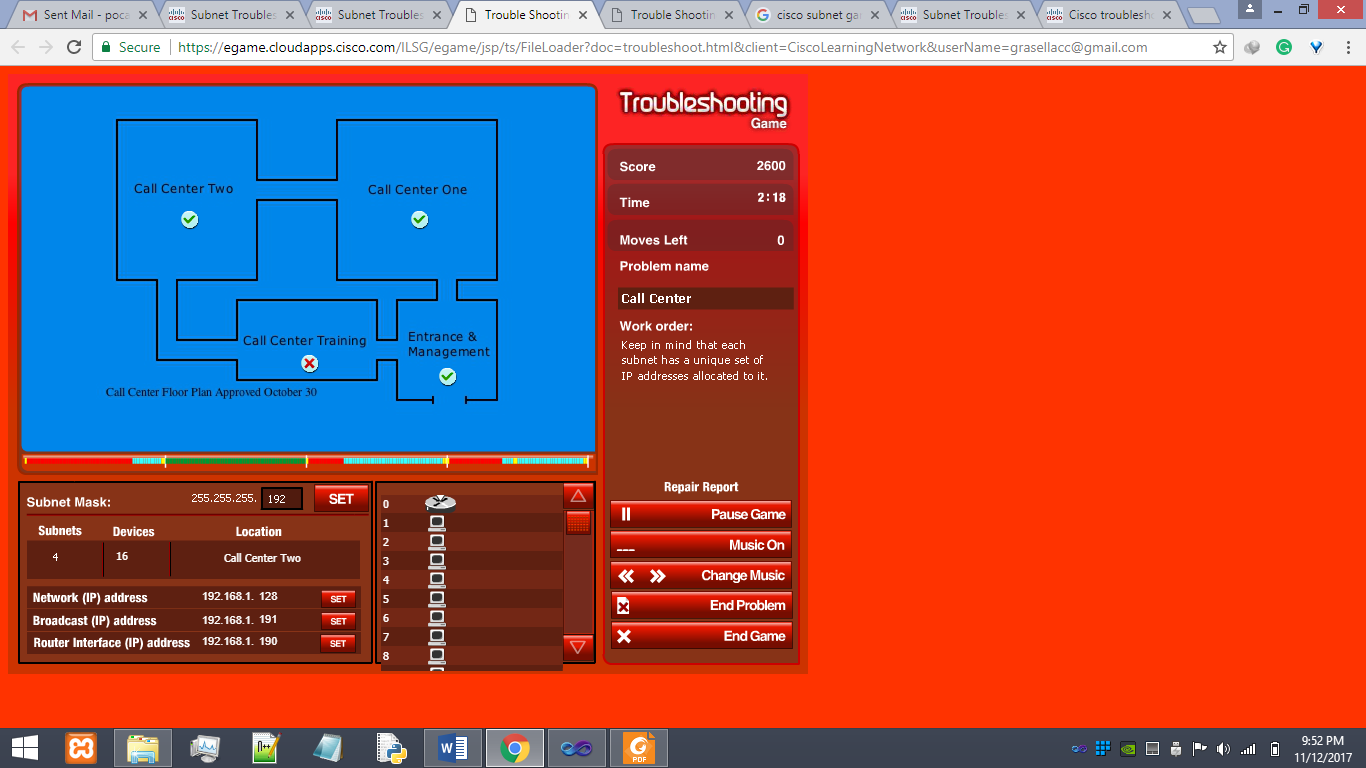 Sent Mail - poca
Subnet Troubles
Subnet Troubles
Trouble Shootin
Trouble Shootin
cisco subnet ga
Subnet Troubles
Cisco troublesh
Secure
https://egame.cloudapps.cisco.com/ILSG/egame/jsp/ts/FileLoader?doc=troubleshoot.html&client=CiscoLearningNetwork&userName=grasellacc@gmail.com
Call Center Two
Call Center One
Call Center Training
Entrance &
Management
Call Center Floor Plan Approved October 30
Troubleshooting
Game
Score 2600
Time 2:18
Moves Left 0
Problem name
Call Center
Work order:
Keep in mind that each
subnet has a unique set of
IP addresses allocated to it.
Repair Report
Pause Game
Music On
Change Music
End Problem
End Game
Subnet Mask: 255.255.255. 192 SET
Subnets Devices Location
4 16 Call Center Two
Network (IP) address 192.168.1. 128 SET
Broadcast (IP) address 192.168.1. 191 SET
Router Interface (IP) address 192.168.1. 190 SET
0
1
2
3
4
5
6
7
8
9:52 PM
11/12/2017